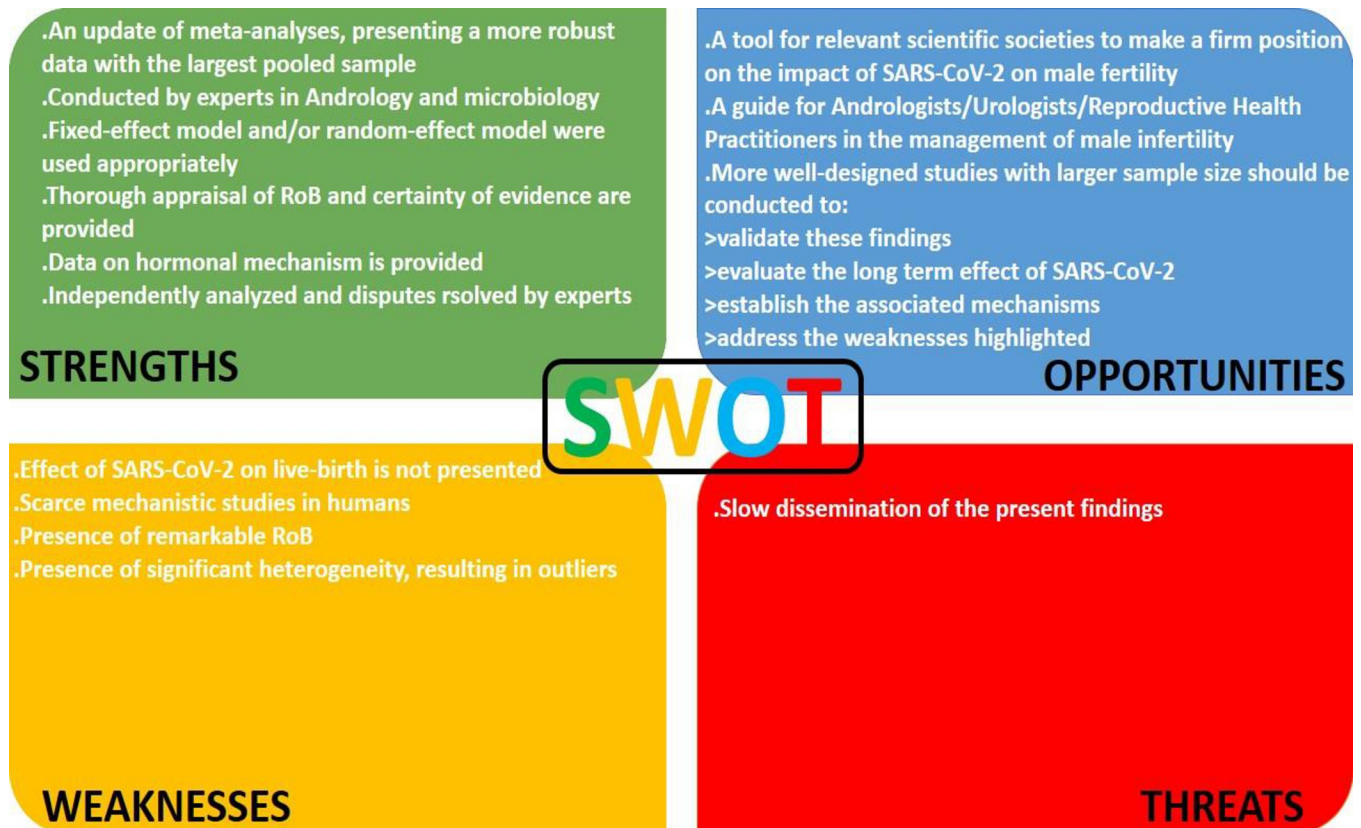 .An update of meta-analyses, presenting a more robust
data with the largest pooled sample
.Conducted by experts in Andrology and microbiology
.Fixed-effect model and/or random-effect model were
used appropriately
.Thorough appraisal of RoB and certainty of evidence are
provided
.Data on hormonal mechanism is provided
.Independently analyzed and disputes rsolved by experts
STRENGTHS
.A tool for relevant scientific societies to make a firm position
on the impact of SARS-CoV-2 on male fertility
.A guide for Andrologists/Urologists/Reproductive Health
Practitioners in the management of male infertility
.More well-designed studies with larger sample size should be
conducted to:
>validate these findings
>evaluate the long term effect of SARS-CoV-2
>establish the associated mechanisms
>address the weaknesses highlighted
OPPORTUNITIES
SWOT
.Effect of SARS-CoV-2 on live-birth is not presented
.Scarce mechanistic studies in humans
.Presence of remarkable RoB
.Presence of significant heterogeneity, resulting in outliers
WEAKNESSES
.Slow dissemination of the present findings
THREATS